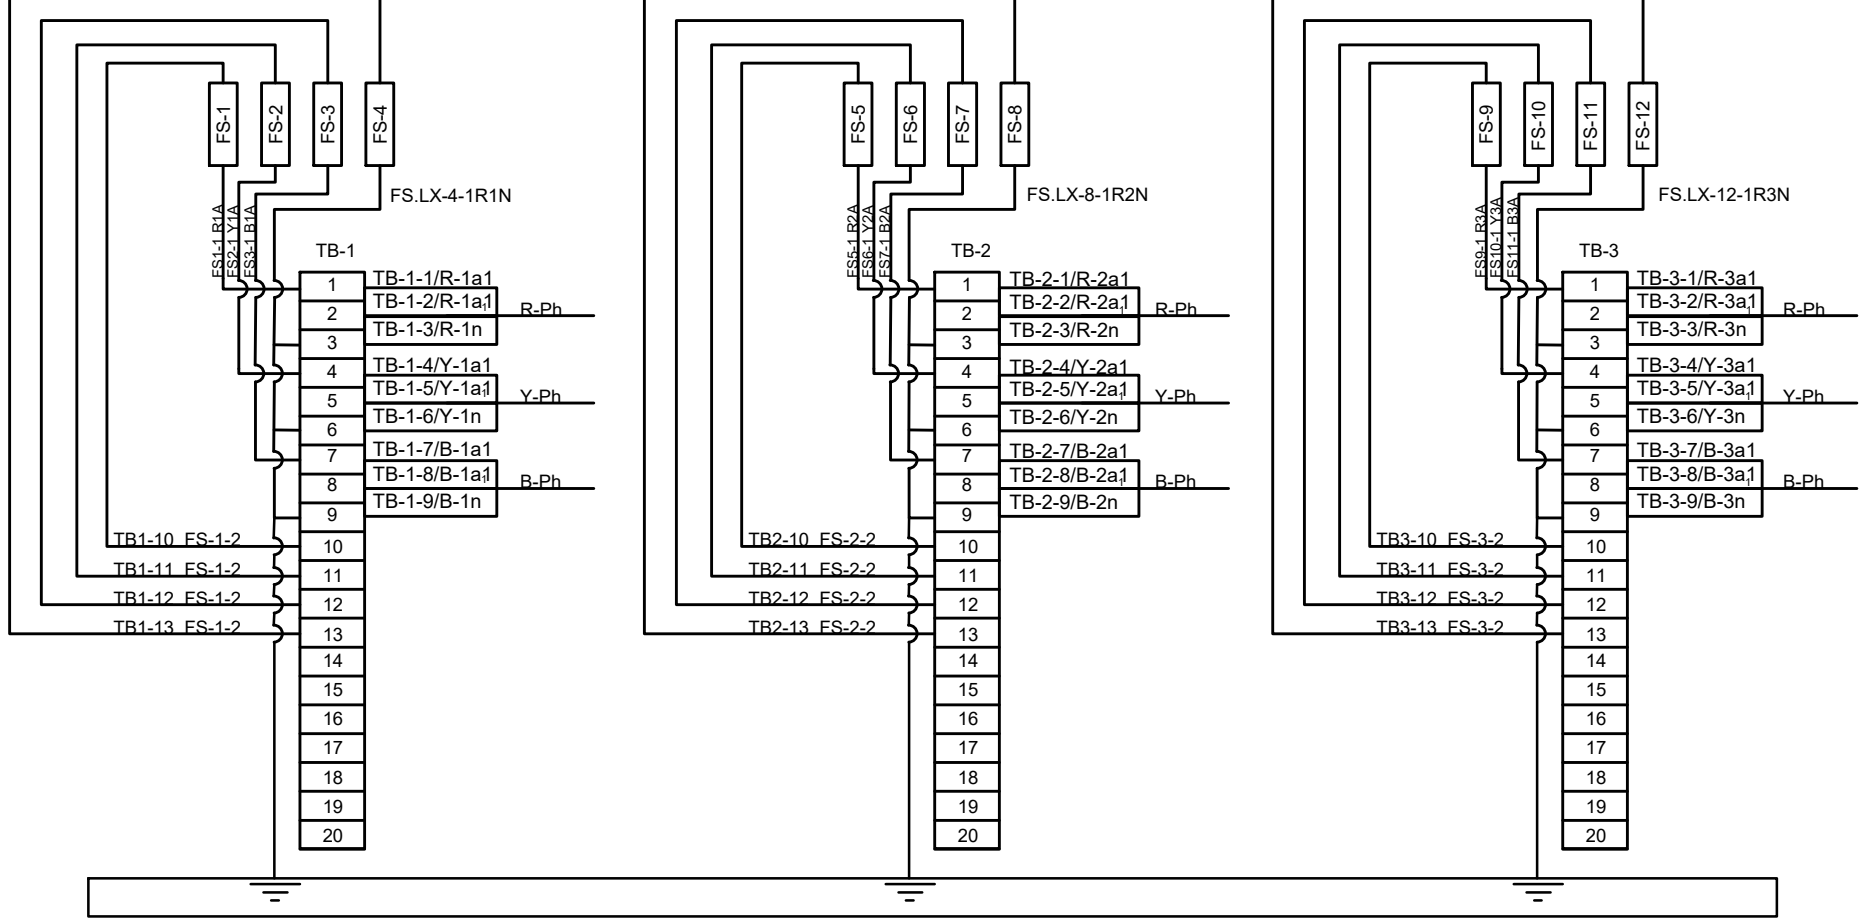 FS-1
FS-2
FS-3
FS-4
FS.LX-4-1R1N
FS1-1 R1A
FS2-1 Y1A
FS3-1 B1A
TB-1
1
2
3
4
5
6
7
8
9
10
11
12
13
14
15
16
17
18
19
20
TB-1-1/R-1a1
TB-1-2/R-1a1
1
TB-1-3/R-1n
R-Ph
TB-1-4/Y-1a1
TB-1-5/Y-1a1
1
TB-1-6/Y-1n
Y-Ph
TB-1-7/B-1a1
TB-1-8/B-1a1
1
TB-1-9/B-1n
B-Ph
TB1-10 FS-1-2
TB1-11 FS-1-2
TB1-12 FS-1-2
TB1-13 FS-1-2
FS-5
FS-6
FS-7
FS-8
FS.LX-8-1R2N
FS5-1 R2A
FS6-1 Y2A
FS7-1 B2A
TB-2
1
2
3
4
5
6
7
8
9
10
11
12
13
14
15
16
17
18
19
20
TB-2-1/R-2a1
TB-2-2/R-2a1
1
TB-2-3/R-2n
R-Ph
TB-2-4/Y-2a1
TB-2-5/Y-2a1
1
TB-2-6/Y-2n
Y-Ph
TB-2-7/B-2a1
TB-2-8/B-2a1
1
TB-2-9/B-2n
B-Ph
TB2-10 FS-2-2
TB2-11 FS-2-2
TB2-12 FS-2-2
TB2-13 FS-2-2
FS-9
FS-10
FS-11
FS-12
FS.LX-12-1R3N
FS9-1 R3A
FS10-1 Y3A
FS11-1 B3A
TB-3
1
2
3
4
5
6
7
8
9
10
11
12
13
14
15
16
17
18
19
20
TB-3-1/R-3a1
TB-3-2/R-3a1
1
TB-3-3/R-3n
R-Ph
TB-3-4/Y-3a1
TB-3-5/Y-3a1
1
TB-3-6/Y-3n
Y-Ph
TB-3-7/B-3a1
TB-3-8/B-3a1
1
TB-3-9/B-3n
B-Ph
TB3-10 FS-3-2
TB3-11 FS-3-2
TB3-12 FS-3-2
TB3-13 FS-3-2